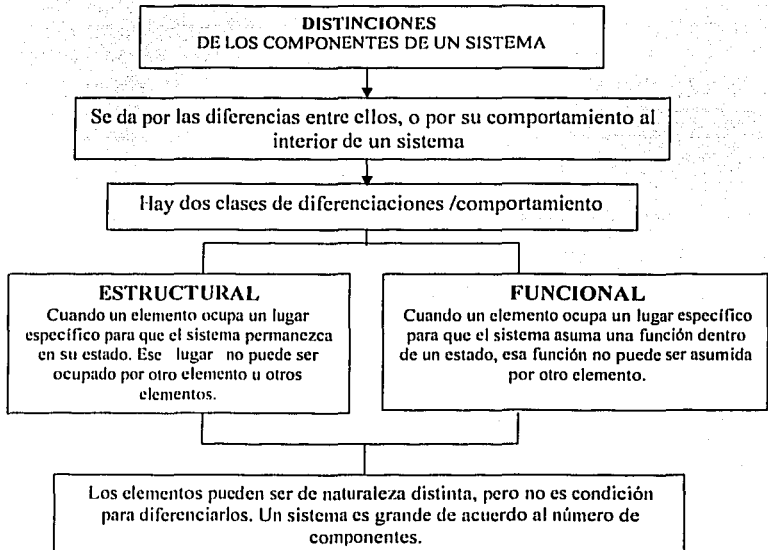 DISTINCIONES
DE LOS COMPONENTES DE UN SISTEMA
Se da por las diferencias entre ellos, o por su comportamiento al
interior de un sistema
Hay dos clases de diferenciaciones /comportamiento
ESTRUCTURAL
Cuando un elemento ocupa un lugar
específico para que el sistema permanezca
en su estado. Ese lugar no puede ser
ocupado por otro elemento u otros
elementos.
FUNCIONAL
Cuando un elemento ocupa un lugar específico
para que el sistema asuma una función dentro
de un estado, esa función no puede ser asumida
por otro elemento.
Los elementos pueden ser de naturaleza distinta, pero no es condición
para diferenciarlos. Un sistema es grande de acuerdo al número de
componentes.